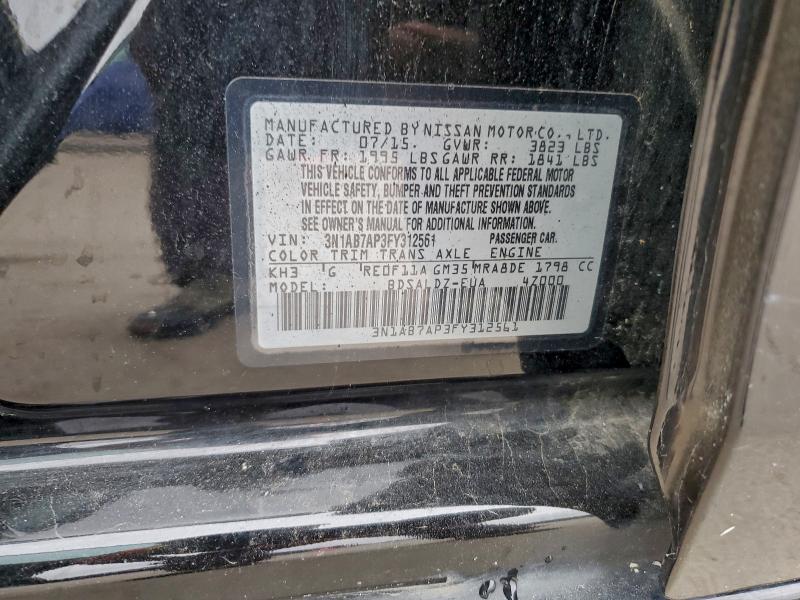 MANUFACTURED BY NISSAN MOTOR CO., LTD.
DATE: 07/15. GVWR: 3823 LBS
GAWR FR: 1995 LBS GAWR RR: 1841 LBS
THIS VEHICLE CONFORMS TO ALL APPLICABLE FEDERAL MOTOR
VEHICLE SAFETY, BUMPER AND THEFT PREVENTION STANDARDS
IN EFFECT ON THE DATE OF MANUFACTURE SHOWN ABOVE.
SEE OWNER'S MANUAL FOR ADDITIONAL INFORMATION.
VIN: 3N1AB7AP3FY312561 PASSENGER CAR.
COLOR TRIM TRANS AXLE ENGINE
KH3 G RE0F11A GM35 MRA8DE 1798 CC
MODEL: BDSALDZ-EUA 4Z000
3N1AB7AP3FY312561